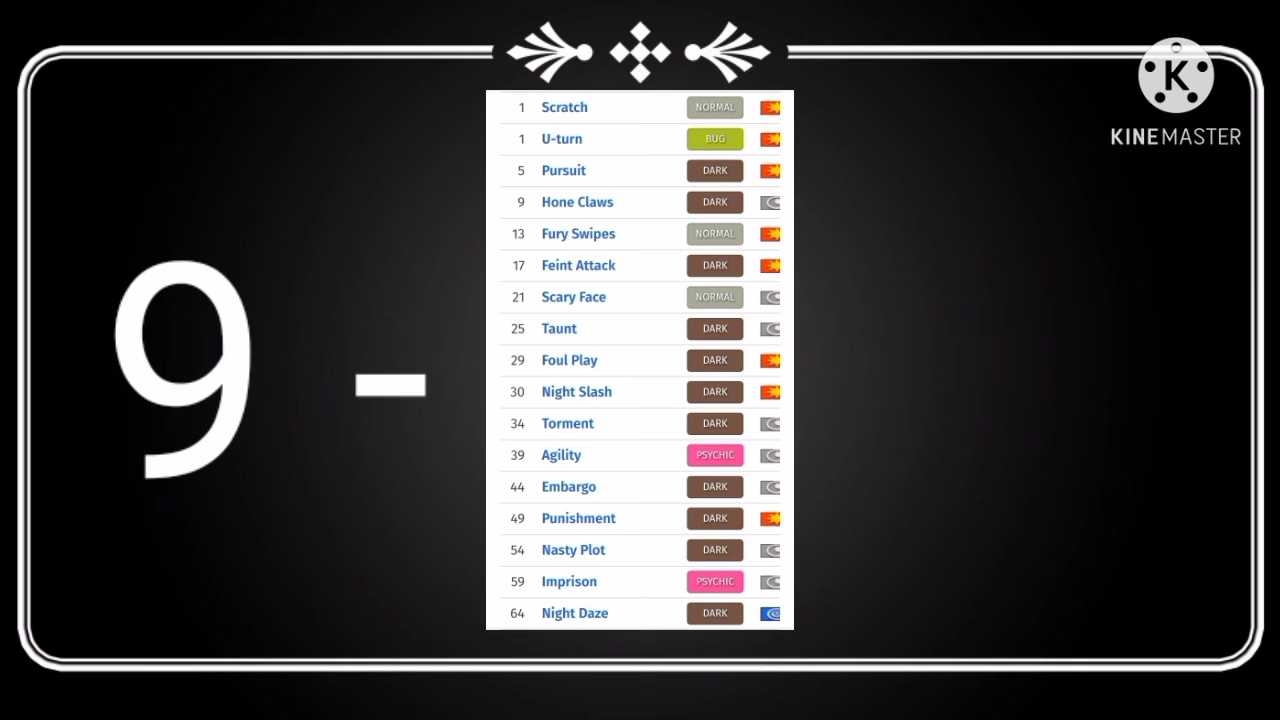 K
KINEMASTER
9 -
1 Scratch NORMAL
1 U-turn BUG
5 Pursuit DARK
9 Hone Claws DARK
13 Fury Swipes NORMAL
17 Feint Attack DARK
21 Scary Face NORMAL
25 Taunt DARK
29 Foul Play DARK
30 Night Slash DARK
34 Torment DARK
39 Agility PSYCHIC
44 Embargo DARK
49 Punishment DARK
54 Nasty Plot DARK
59 Imprison PSYCHIC
64 Night Daze DARK